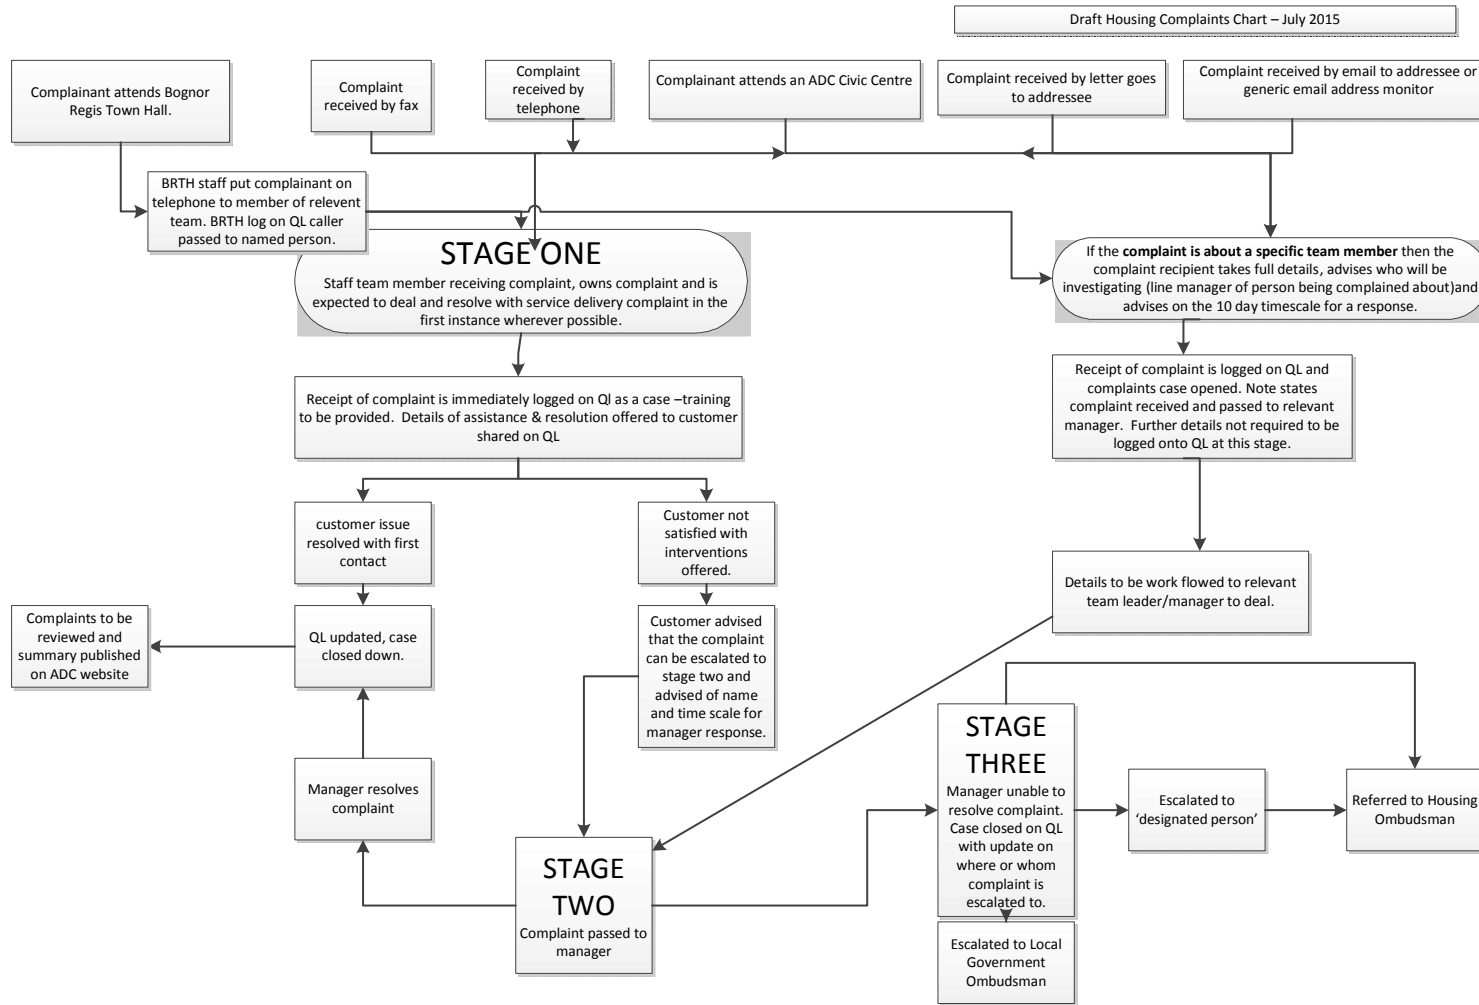 Draft Housing Complaints Chart – July 2015
Complainant attends Bognor
Regis Town Hall.
Complaint
received by fax
Complaint
received by
telephone
Complainant attends an ADC Civic Centre
Complaint received by letter goes
to addressee
Complaint received by email to addressee or
generic email address monitor
BRTH staff put complainant on
telephone to member of relevent
team. BRTH log on QL caller
passed to named person.
STAGE ONE
Staff team member receiving complaint, owns complaint and is
expected to deal and resolve with service delivery complaint in the
first instance wherever possible.
If the complaint is about a specific team member then the
complaint recipient takes full details, advises who will be
investigating (line manager of person being complained about)and
advises on the 10 day timescale for a response.
Receipt of complaint is immediately logged on Ql as a case –training
to be provided.  Details of assistance & resolution offered to customer
shared on QL
Receipt of complaint is logged on QL and
complaints case opened. Note states
complaint received and passed to relevant
manager.  Further details not required to be
logged onto QL at this stage.
customer issue
resolved with first
contact
Customer not
satisfied with
interventions
offered.
Details to be work flowed to relevant
team leader/manager to deal.
Complaints to be
reviewed and
summary published
on ADC website
QL updated, case
closed down.
Customer advised
that the complaint
can be escalated to
stage two and
advised of name
and time scale for
manager response.
Manager resolves
complaint
STAGE
THREE
Manager unable to
resolve complaint.
Case closed on QL
with update on
where or whom
complaint is
escalated to.
Escalated to
‘designated person’
Referred to Housing
Ombudsman
STAGE
TWO
Complaint passed to
manager
Escalated to Local
Government
Ombudsman